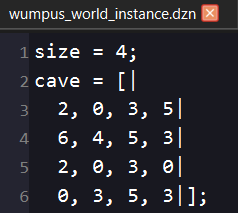 wumpus_world_instance.dzn
1 size = 4;
2 cave = [|
3 2, 0, 3, 5|
4 6, 4, 5, 3|
5 2, 0, 3, 0|
6 0, 3, 5, 3|];